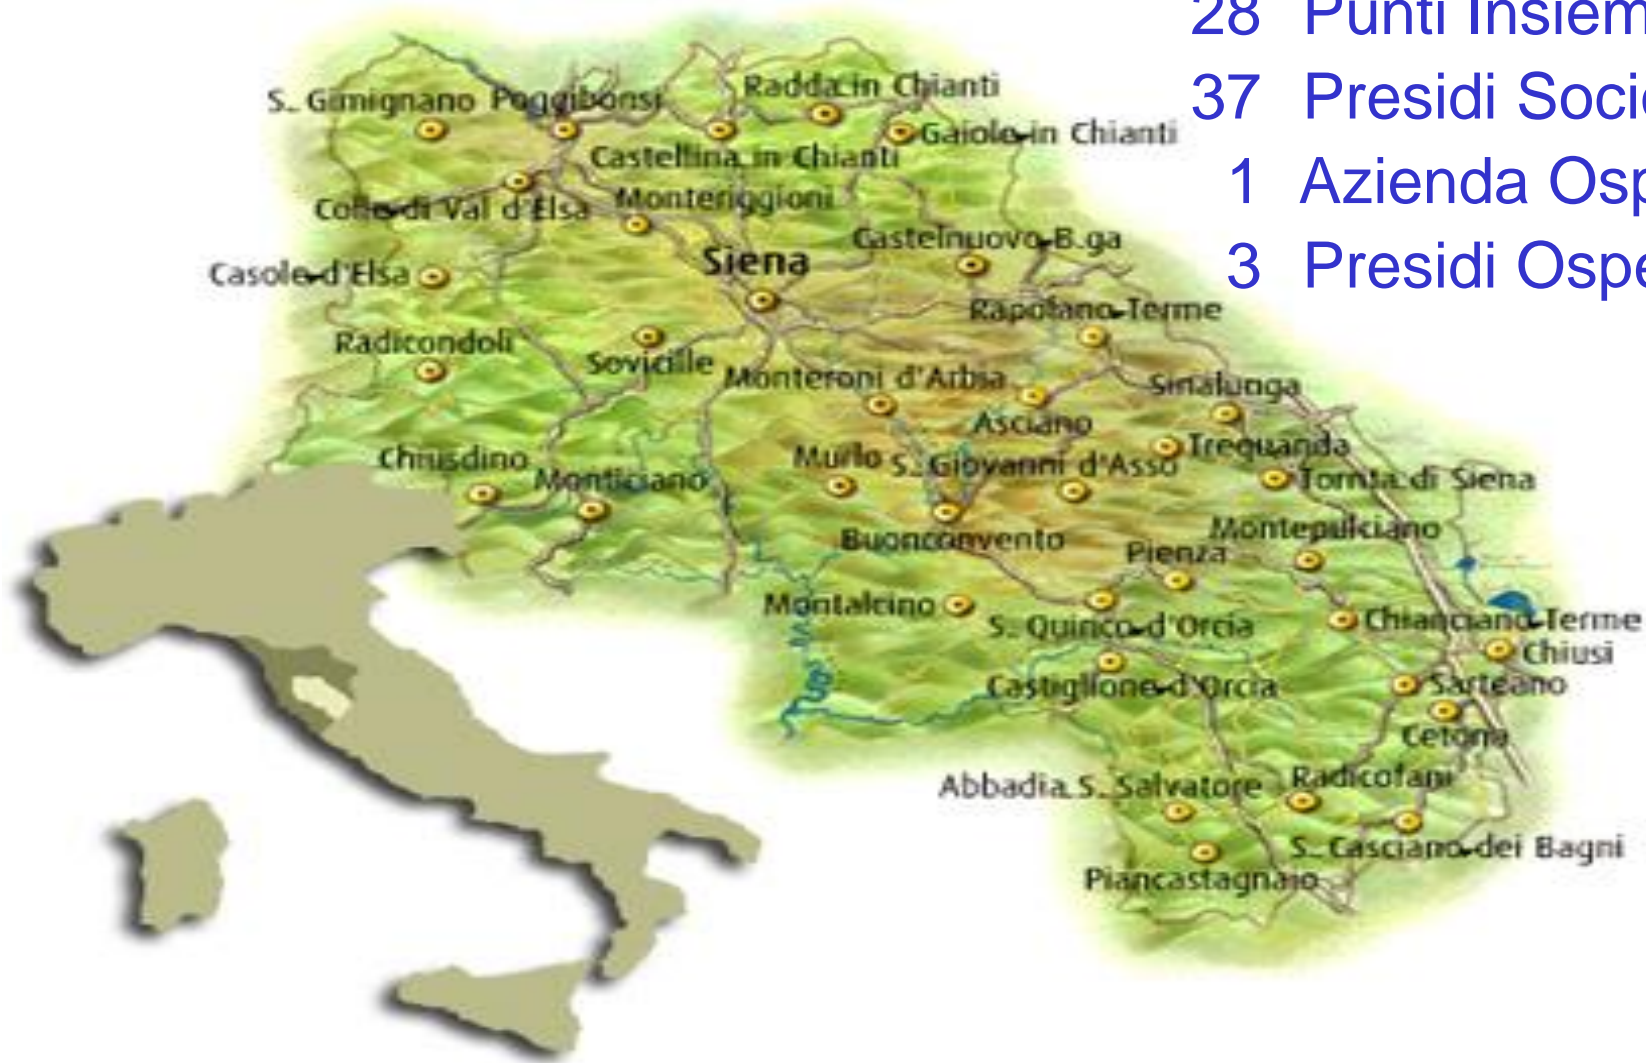 28 Punti Insiem
37 Presidi Socio
1 Azienda Osp
3 Presidi Ospe
Radda in Chianti
S. Gimignano Poggibonsi
Gaiole in Chianti
Castellina in Chianti
Colle di Val d'Elsa Monteriggioni
Castelnuovo B.ga
Siena
Casole d'Elsa
Rapolano Terme
Radicondoli
Sovicille
Monteroni d'Arbia
Sinalunga
Asciano
Trequanda
Chiusdino
Murlo S. Giovanni d'Asso
Monticiano
Torrita di Siena
Montepulciano
Buonconvento
Pienza
Montalcino
Chianciano Terme
S. Quirico d'Orcia
Chiusi
Castiglione d'Orcia
Sarteano
Cetona
Radicofani
Abbadia S. Salvatore
S. Casciano dei Bagni
Piancastagnaio